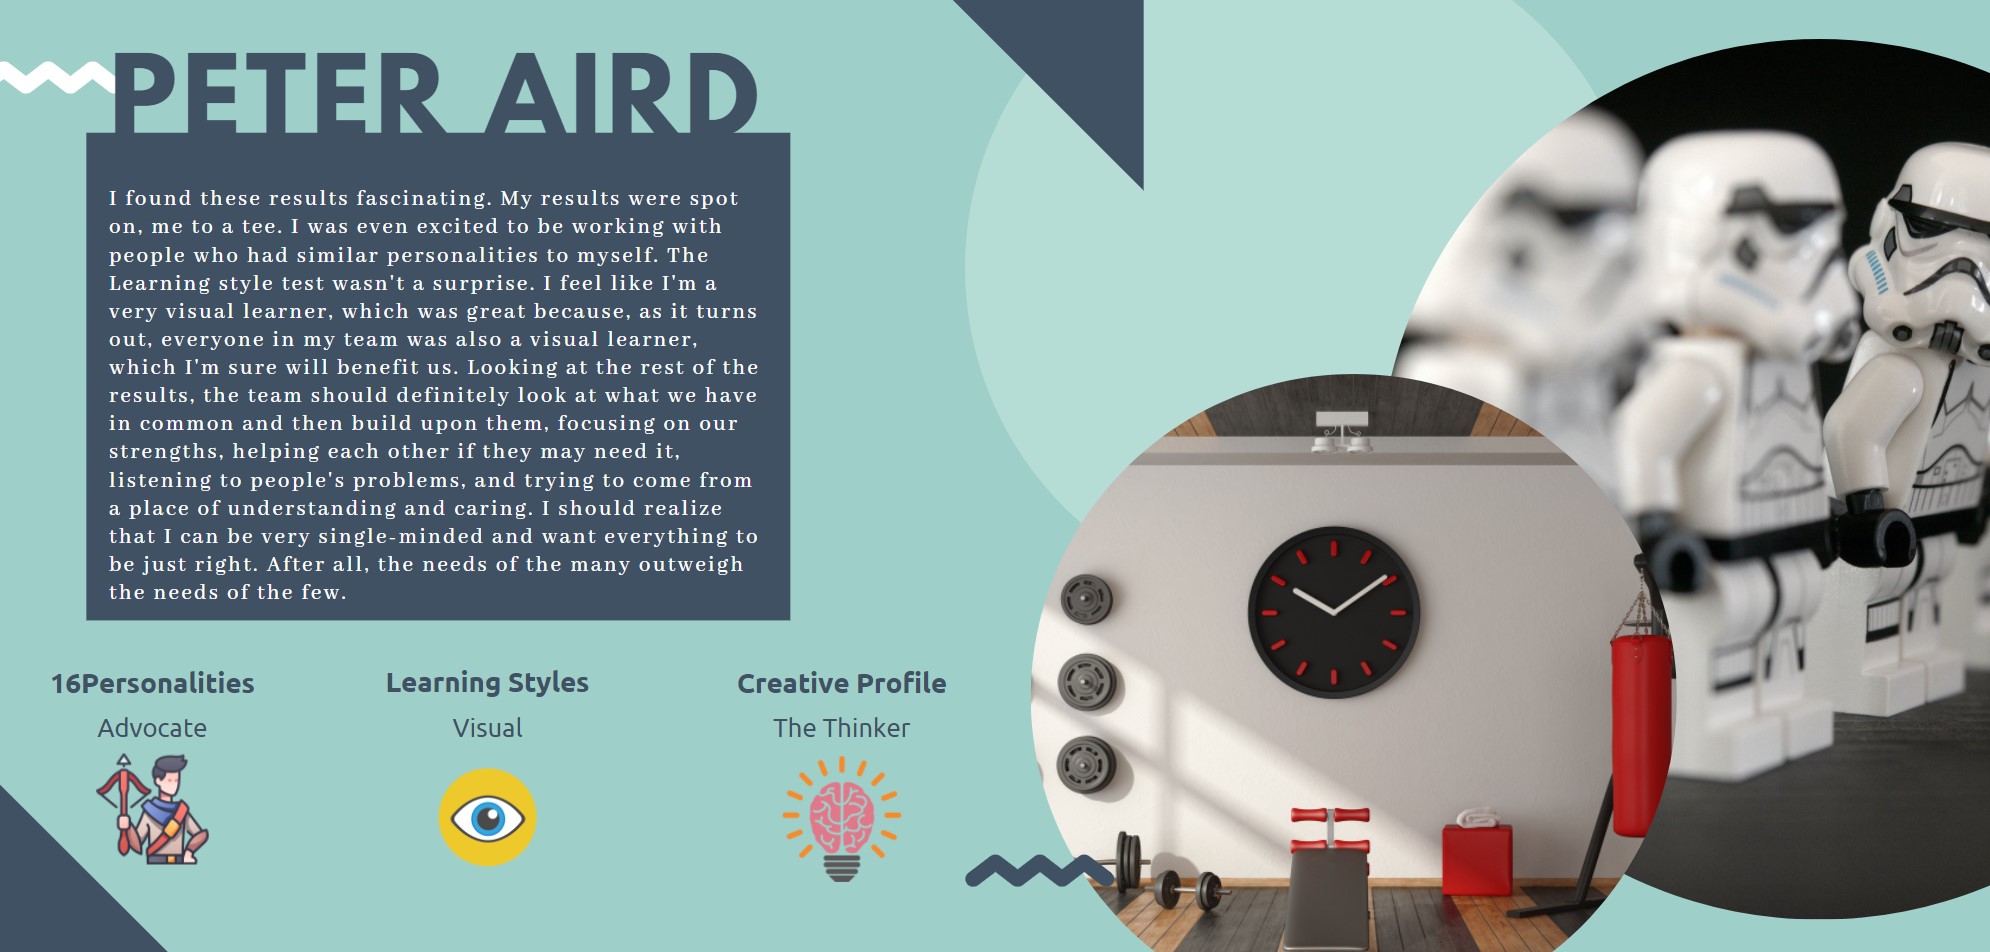 PETER AIRD
I found these results fascinating. My results were spot
on, me to a tee. I was even excited to be working with
people who had similar personalities to myself. The
Learning style test wasn't a surprise. I feel like I'm a
very visual learner, which was great because, as it turns
out, everyone in my team was also a visual learner,
which I'm sure will benefit us. Looking at the rest of the
results, the team should definitely look at what we have
in common and then build upon them, focusing on our
strengths, helping each other if they may need it,
listening to people's problems, and trying to come from
a place of understanding and caring. I should realize
that I can be very single-minded and want everything to
be just right. After all, the needs of the many outweigh
the needs of the few.
16Personalities
Advocate
Learning Styles
Visual
Creative Profile
The Thinker